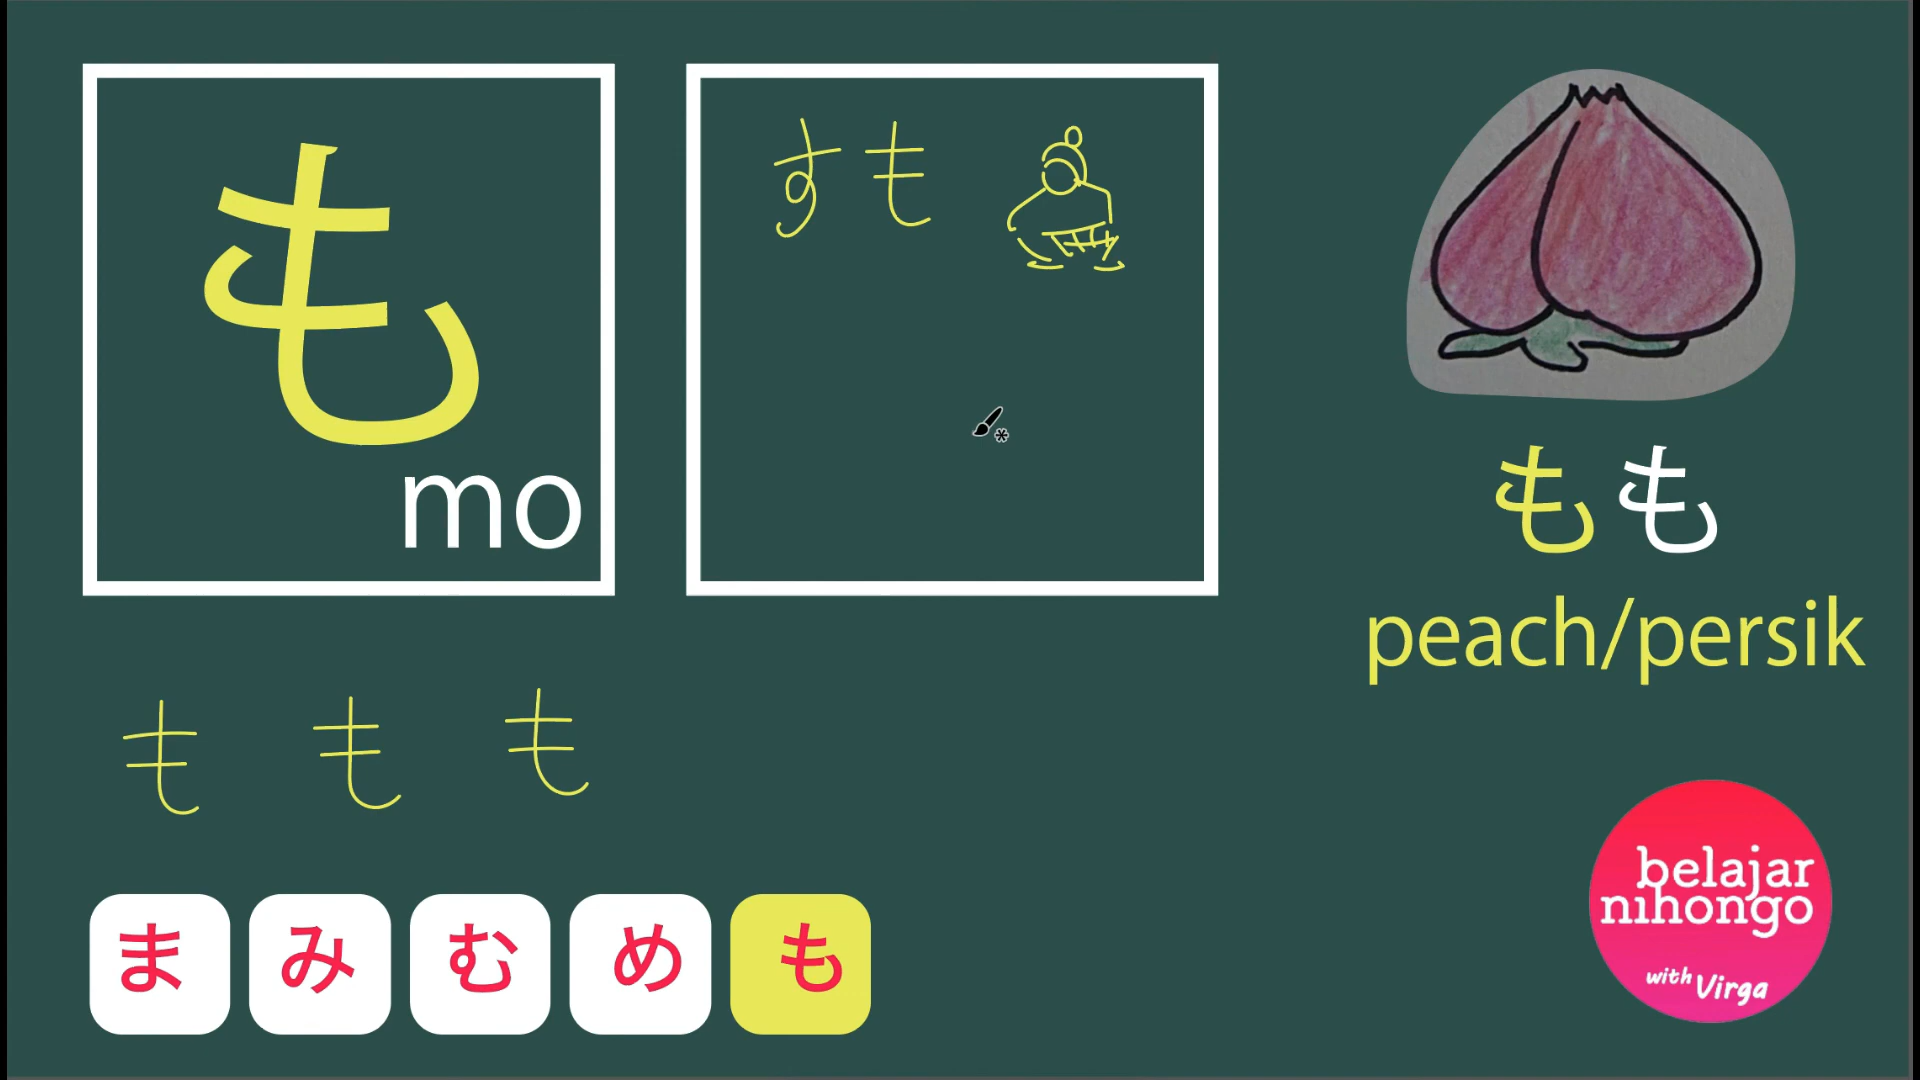 も
mo
すも
もも
peach/persik
も も も
ま み む め も
belajar
nihongo
with Virga